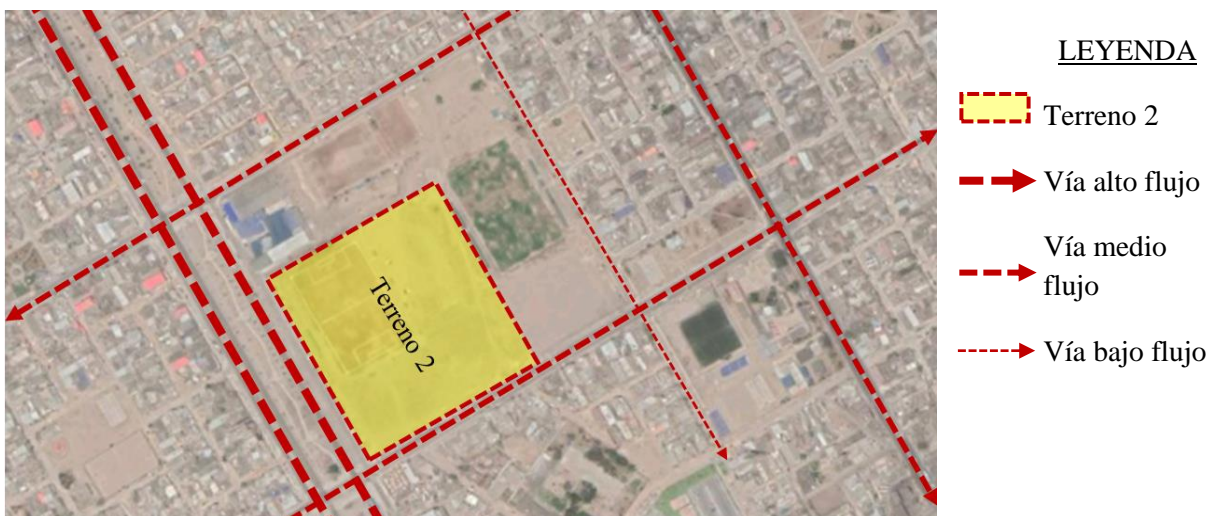 LEYENDA
Terreno 2
Vía alto flujo
Vía medio
flujo
Vía bajo flujo
Terreno 2